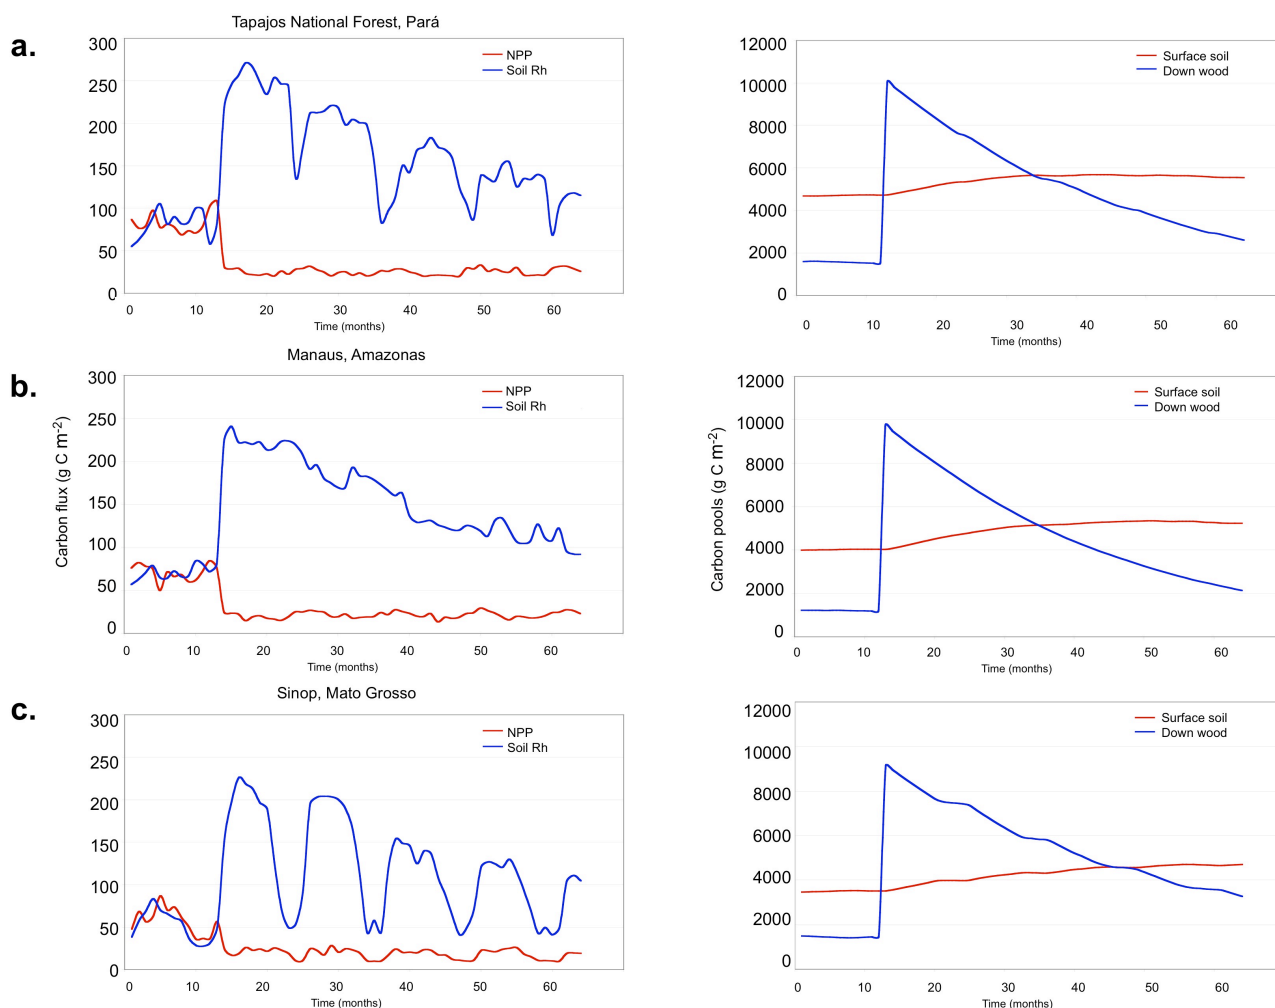 Tapajos National Forest, Pará
a.
300
250
200
150
100
50
0
NPP
Soil Rh
0 10 20 30 40 50 60
Time (months)
12000
10000
8000
6000
4000
2000
0
Surface soil
Down wood
0 10 20 30 40 50 60
Time (months)
Manaus, Amazonas
b.
Carbon flux (g C m-2)
300
250
200
150
100
50
0
NPP
Soil Rh
0 10 20 30 40 50 60
Time (months)
Carbon pools (g C m-2)
12000
10000
8000
6000
4000
2000
0
Surface soil
Down wood
0 10 20 30 40 50 60
Time (months)
Sinop, Mato Grosso
c.
300
250
200
150
100
50
0
NPP
Soil Rh
0 10 20 30 40 50 60
Time (months)
12000
10000
8000
6000
4000
2000
0
Surface soil
Down wood
0 10 20 30 40 50 60
Time (months)